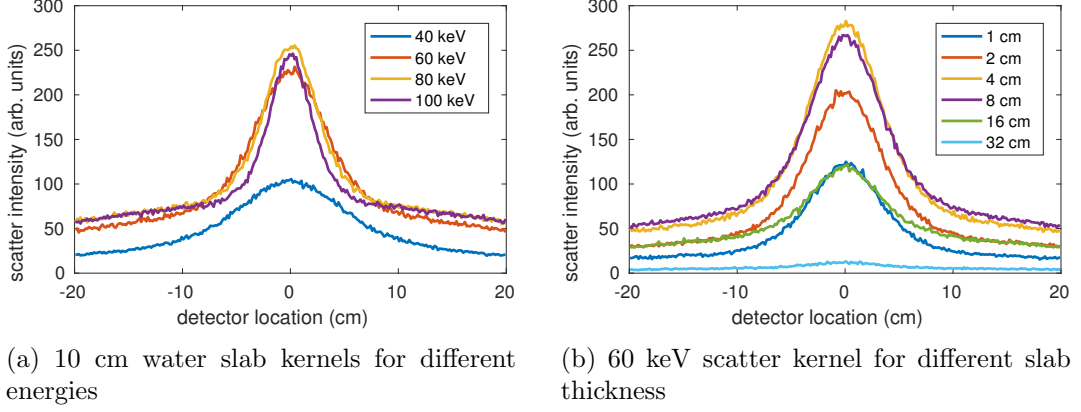 300
250
200
150
100
50
0
scatter intensity (arb. units)
40 keV
60 keV
80 keV
100 keV
-20
-10
0
10
20
detector location (cm)
(a) 10 cm water slab kernels for different
energies
300
250
200
150
100
50
0
scatter intensity (arb. units)
1 cm
2 cm
4 cm
8 cm
16 cm
32 cm
-20
-10
0
10
20
detector location (cm)
(b) 60 keV scatter kernel for different slab
thickness